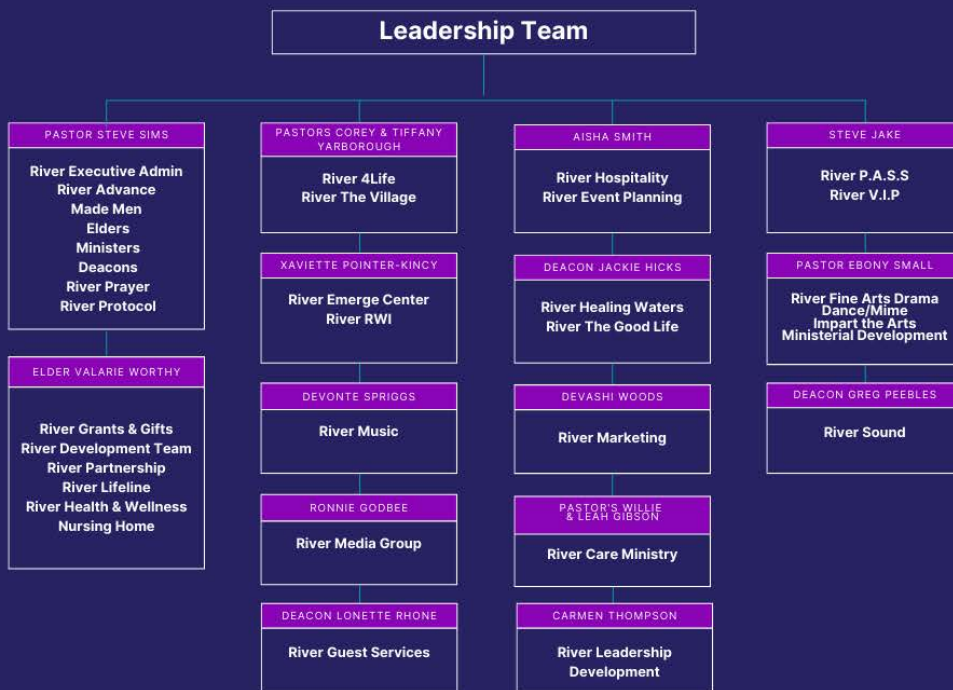 Leadership Team
PASTOR STEVE SIMS
River Executive Admin
River Advance
Made Men
Elders
Ministers
Deacons
River Prayer
River Protocol
ELDER VALARIE WORTHY
River Grants & Gifts
River Development Team
River Partnership
River Lifeline
River Health & Wellness
Nursing Home
PASTORS COREY & TIFFANY
YARBOROUGH
River 4Life
River The Village
XAVIETTE POINTER-KINCY
River Emerge Center
River RWI
DEVONTE SPRIGGS
River Music
RONNIE GODBEE
River Media Group
DEACON LONETTE RHONE
River Guest Services
AISHA SMITH
River Hospitality
River Event Planning
DEACON JACKIE HICKS
River Healing Waters
River The Good Life
DEVASHI WOODS
River Marketing
PASTOR'S WILLIE
& LEAH GIBSON
River Care Ministry
CARMEN THOMPSON
River Leadership
Development
STEVE JAKE
River P.A.S.S
River V.I.P
PASTOR EBONY SMALL
River Fine Arts Drama
Dance/Mime
Impart the Arts
Ministerial Development
DEACON GREG PEEBLES
River Sound